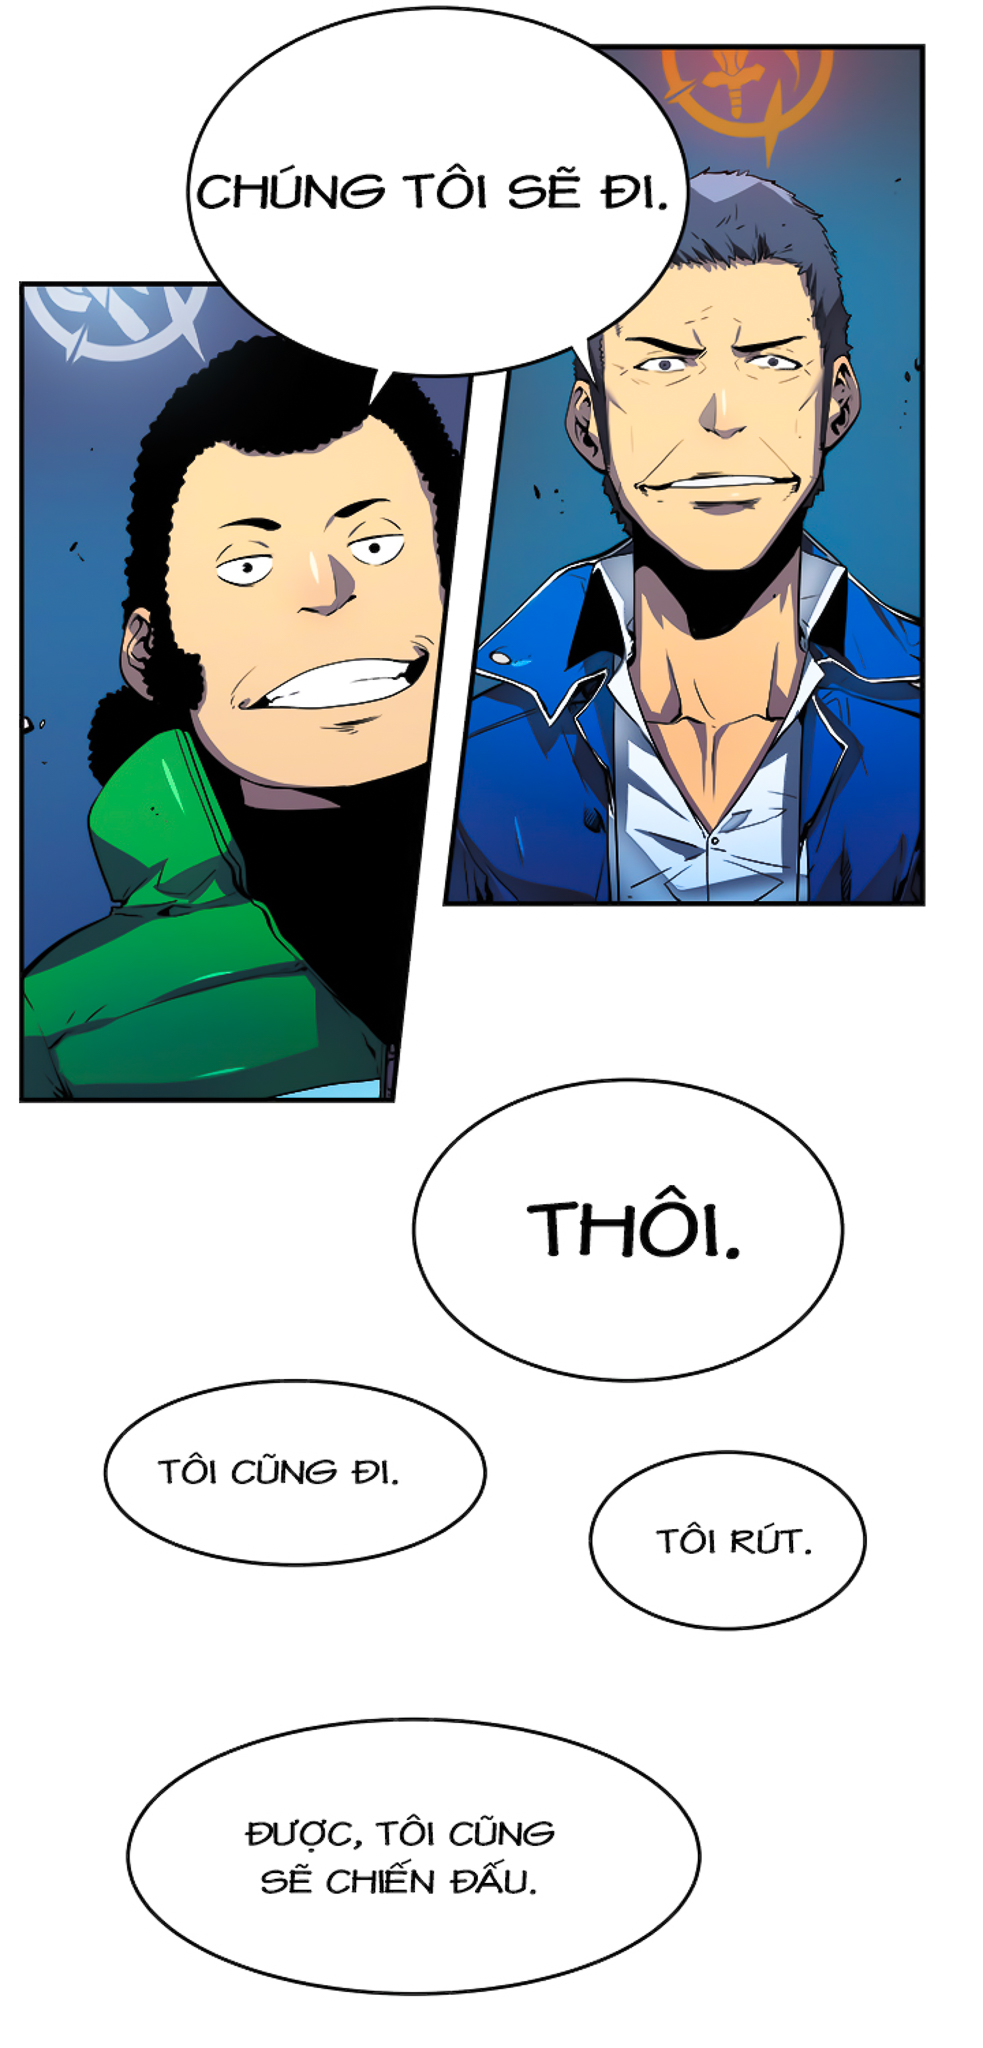 CHÚNG TÔI SẼ ĐI.
THÔI.
TÔI CŨNG ĐI.
TÔI RÚT.
ĐƯỢC, TÔI CŨNG
SẼ CHIẾN ĐẤU.